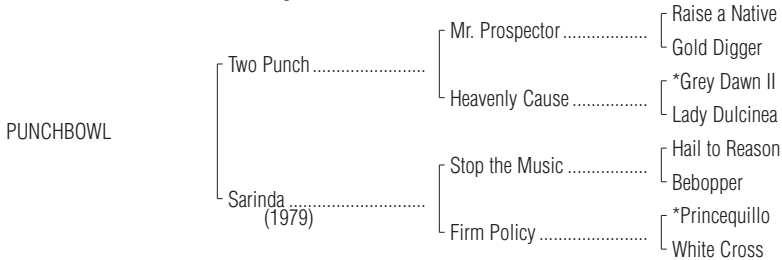 Raise a Native
Mr. Prospector ..................
Gold Digger
Two Punch ........................
*Grey Dawn II
Heavenly Cause ................
Lady Dulcinea
PUNCHBOWL
Hail to Reason
Stop the Music .................
Bebopper
Sarinda .............................
(1979)
*Princequillo
Firm Policy .......................
White Cross